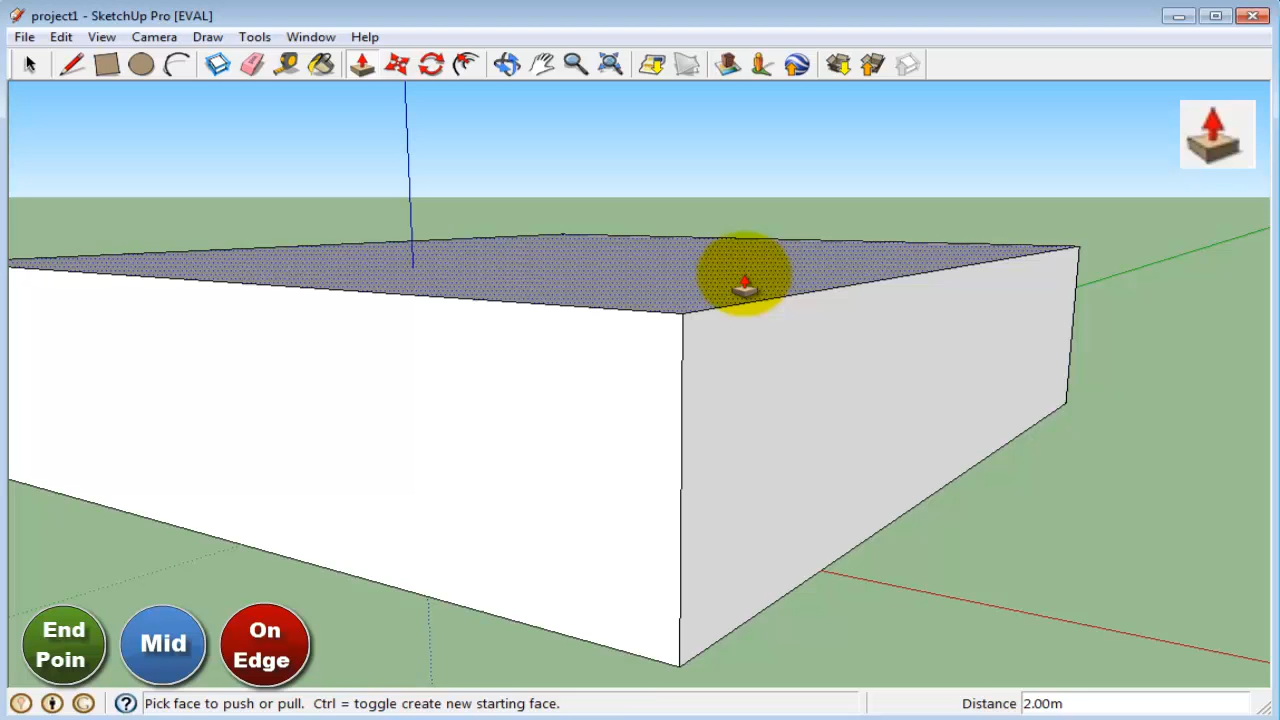 project1 - SketchUp Pro [EVAL]
File Edit View Camera Draw Tools Window Help
End
Poin
Mid
On
Edge
Pick face to push or pull.  Ctrl = toggle create new starting face.
Distance 2.00m